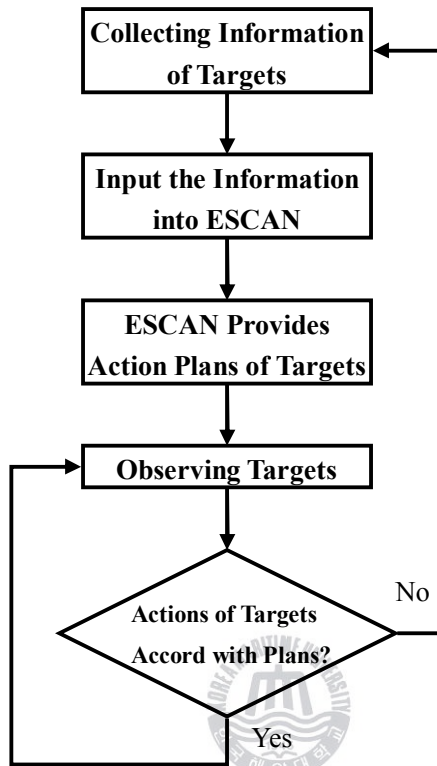 Collecting Information
of Targets
Input the Information
into ESCAN
ESCAN Provides
Action Plans of Targets
Observing Targets
Actions of Targets
Accord with Plans?
No
Yes